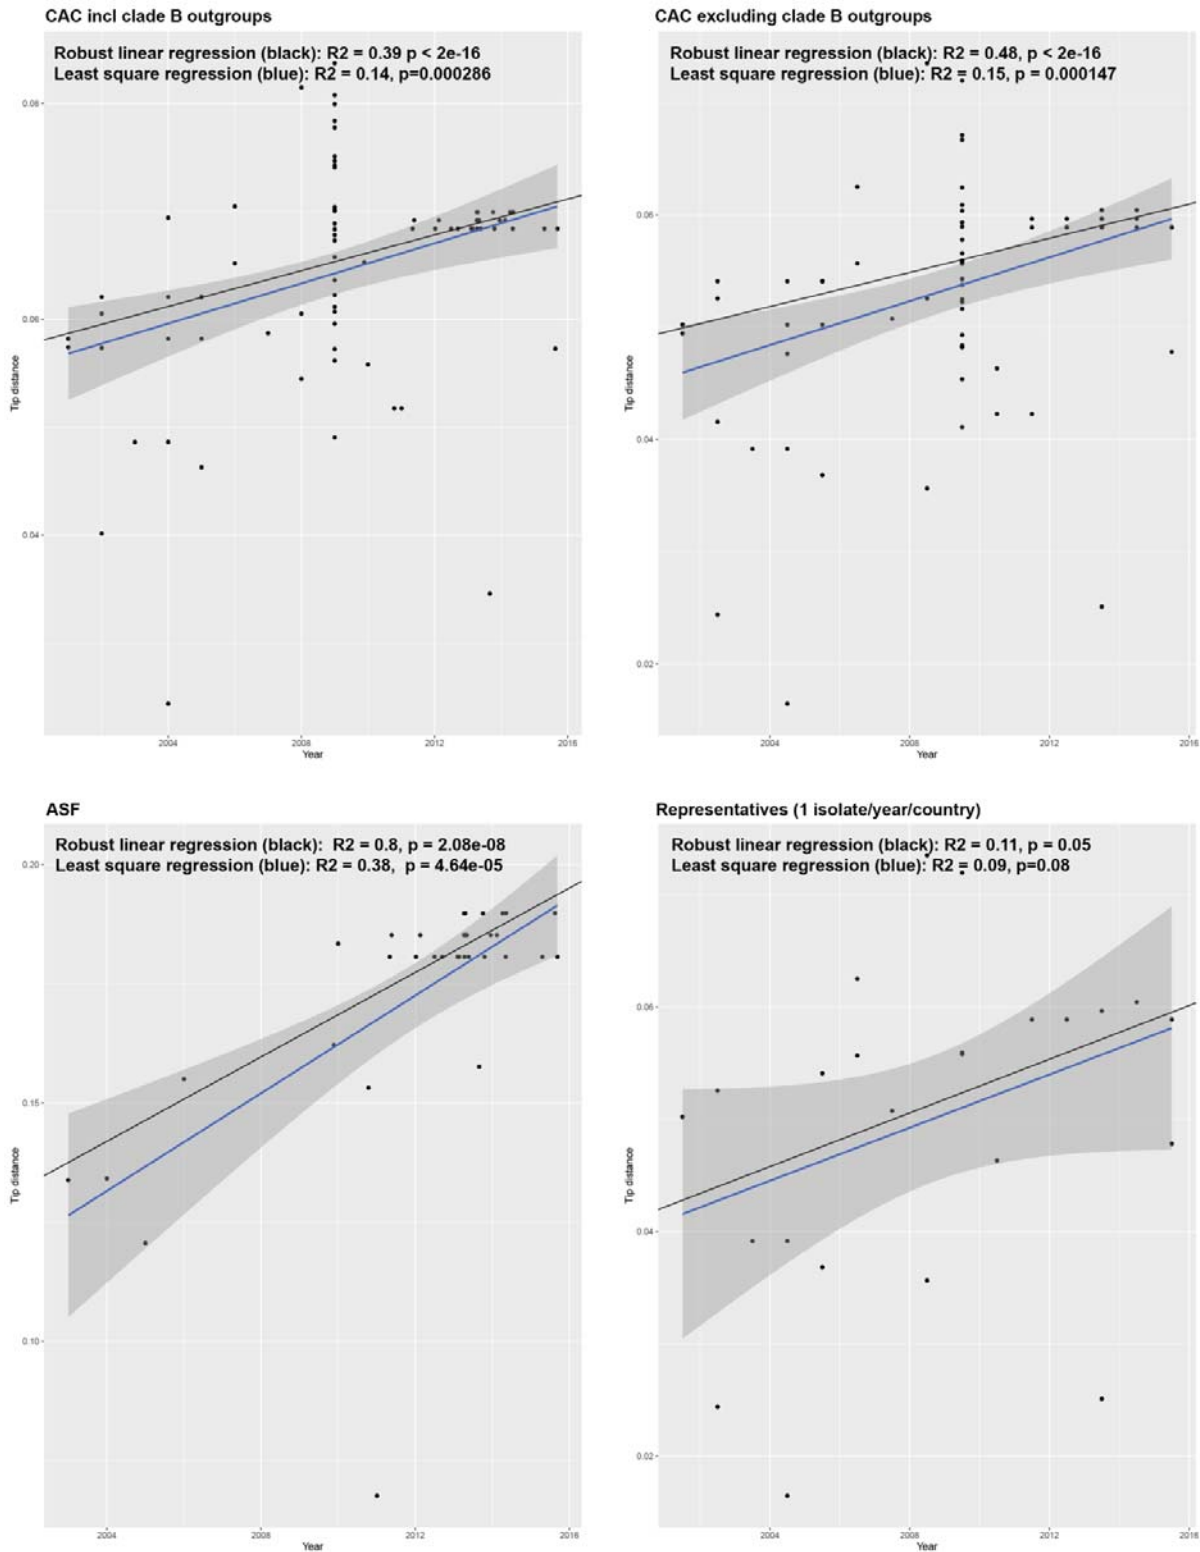 CAC incl clade B outgroups
Robust linear regression (black): R2 = 0.39 p < 2e-16
Least square regression (blue): R2 = 0.14, p=0.000286
0.08
0.06
0.04
Tip distance
2004 2008 2012 2016
Year
CAC excluding clade B outgroups
Robust linear regression (black): R2 = 0.48, p < 2e-16
Least square regression (blue): R2 = 0.15, p = 0.000147
0.06
0.04
0.02
Tip distance
2004 2008 2012 2016
Year
ASF
Robust linear regression (black): R2 = 0.8, p = 2.08e-08
Least square regression (blue): R2 = 0.38, p = 4.64e-05
0.20
0.15
0.10
Tip distance
2004 2008 2012 2016
Year
Representatives (1 isolate/year/country)
Robust linear regression (black): R2 = 0.11, p = 0.05
Least square regression (blue): R2 = 0.09, p=0.08
0.06
0.04
0.02
Tip distance
2004 2008 2012 2016
Year